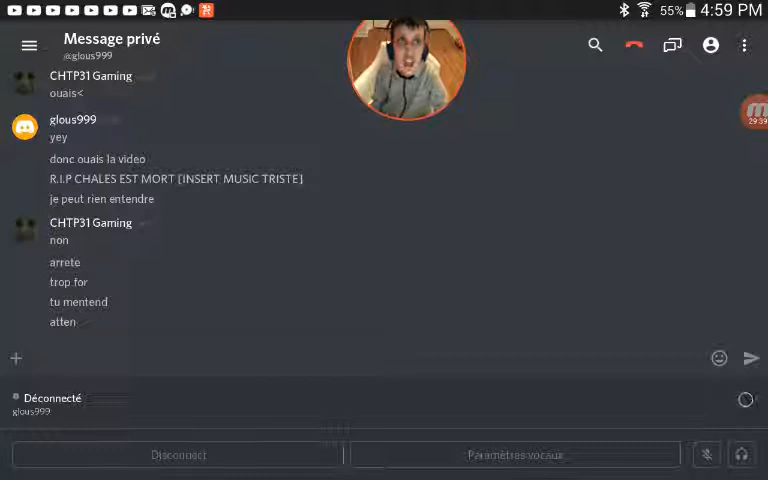 55% 4:59 PM
Message privé
@glous999
CHTP31 Gaming
ouais<
29:39
glous999
yey
donc ouais la video
R.I.P CHALES EST MORT [INSERT MUSIC TRISTE]
je peut rien entendre
CHTP31 Gaming
non
arrete
trop for
tu mentend
atten
Déconnecté
glous999
Disconnect
Paramètres vocaux